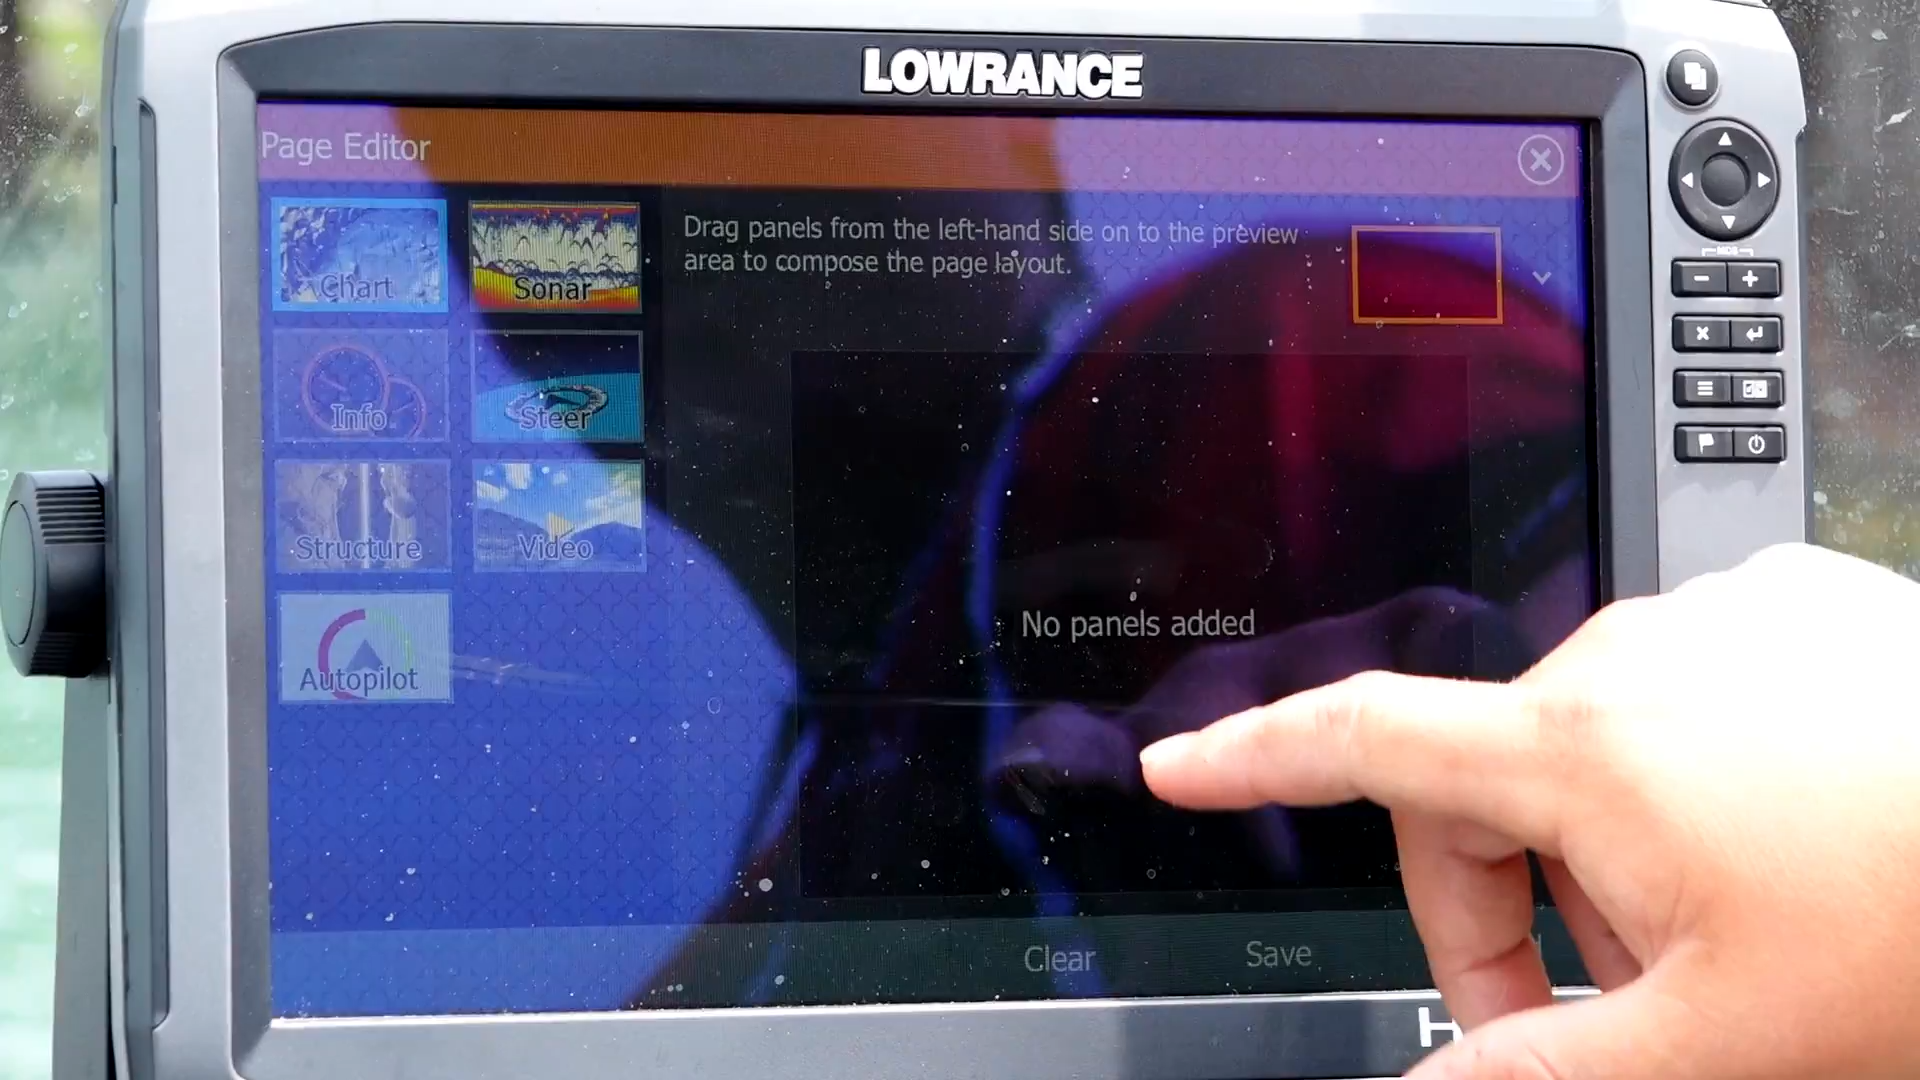 LOWRANCE
Page Editor
Drag panels from the left-hand side on to the preview
area to compose the page layout.
Chart
Sonar
Info
Steer
Structure
Video
Autopilot
No panels added
Clear
Save